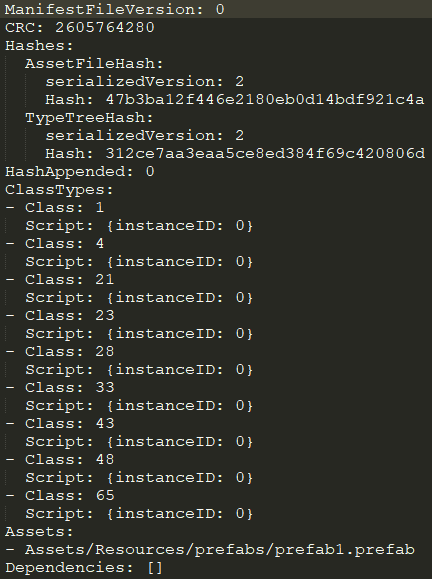 ManifestFileVersion: 0
CRC: 2605764280
Hashes:
  AssetFileHash:
    serializedVersion: 2
    Hash: 47b3ba12f446e2180eb0d14bdf921c4a
  TypeTreeHash:
    serializedVersion: 2
    Hash: 312ce7aa3eaa5ce8ed384f69c420806d
HashAppended: 0
ClassTypes:
- Class: 1
  Script: {instanceID: 0}
- Class: 4
  Script: {instanceID: 0}
- Class: 21
  Script: {instanceID: 0}
- Class: 23
  Script: {instanceID: 0}
- Class: 28
  Script: {instanceID: 0}
- Class: 33
  Script: {instanceID: 0}
- Class: 43
  Script: {instanceID: 0}
- Class: 48
  Script: {instanceID: 0}
- Class: 65
  Script: {instanceID: 0}
Assets:
- Assets/Resources/prefabs/prefab1.prefab
Dependencies: []